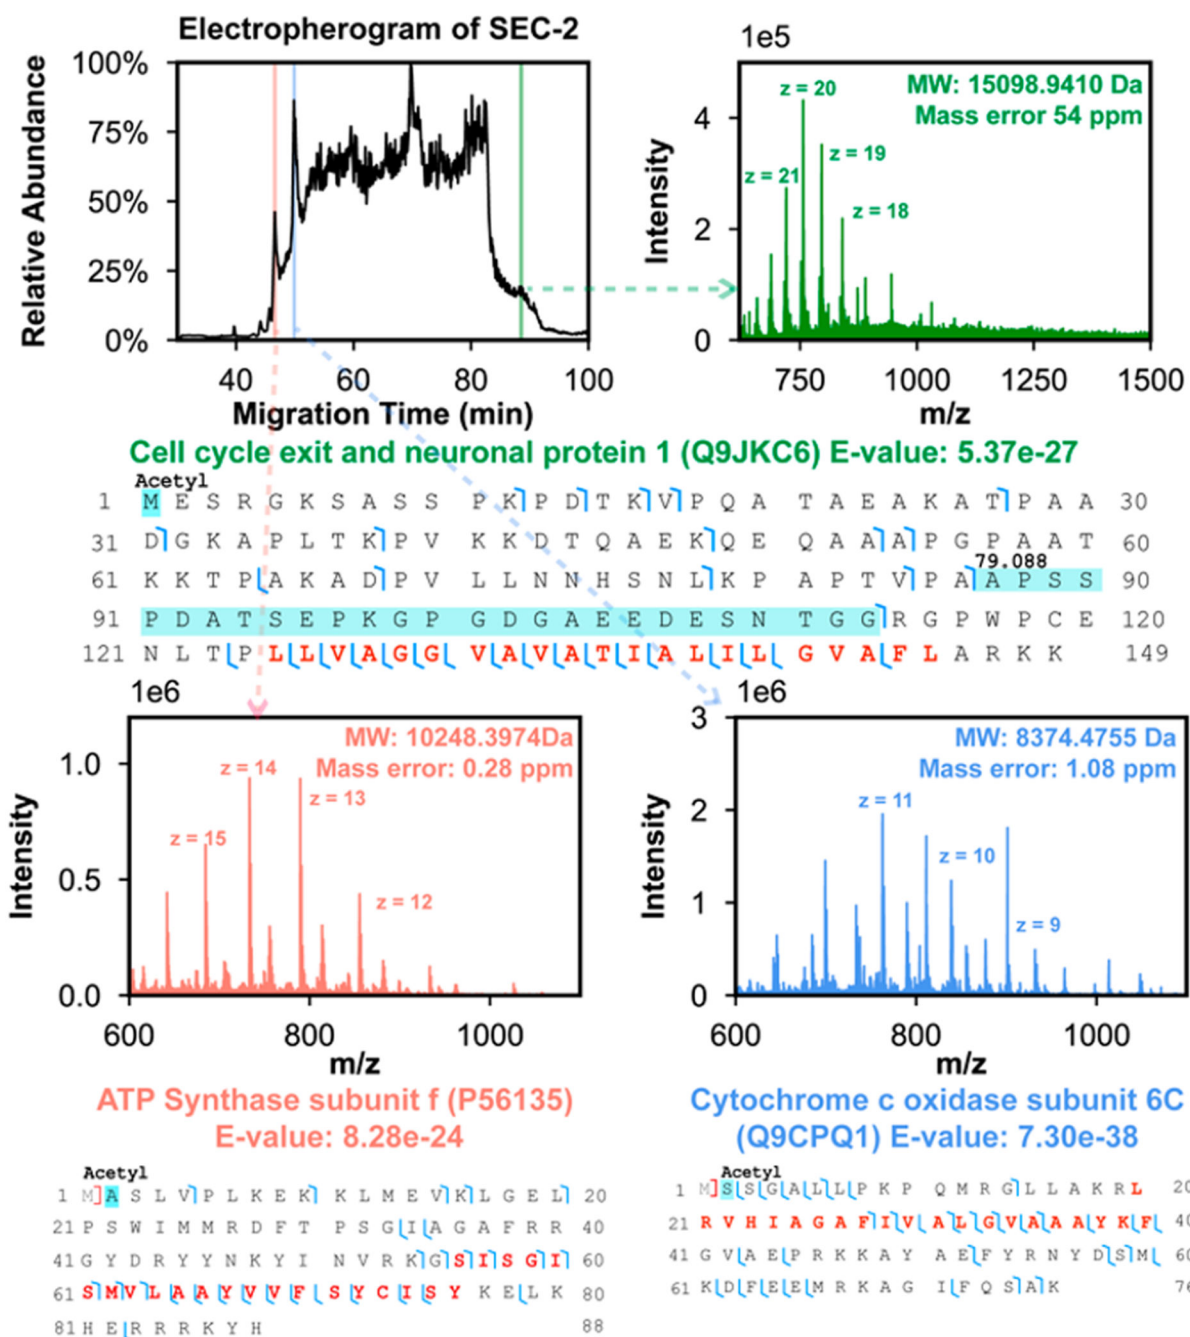 Electropherogram of SEC-2
Relative Abundance
100%
75%
50%
25%
0%
40 60 80 100
Migration Time (min)
1e5
Intensity
4
2
0
MW: 15098.9410 Da
Mass error 54 ppm
z = 20
z = 19
z = 21
z = 18
750 1000 1250 1500
m/z
Cell cycle exit and neuronal protein 1 (Q9JKC6) E-value: 5.37e-27
Acetyl
1 M E S R G K S A S S P K P D T K V P Q A T A E A K A T P A A 30
31 D G K A P L T K P V K K D T Q A E K Q E Q A A A P G P A A T 60
79.088
61 K K T P A K A D P V L L N N H S N L K P A P T V P A A P S S 90
91 P D A T S E P K G P G D G A E E D E S N T G G R G P W P C E 120
121 N L T P L L V A G G V A V A T I A L I L G V A F L A R K K 149
1e6
Intensity
1.0
0.5
0.0
MW: 10248.3974Da
Mass error: 0.28 ppm
z = 14
z = 13
z = 15
z = 12
600 800 1000
m/z
1e6
Intensity
3
2
1
0
MW: 8374.4755 Da
Mass error: 1.08 ppm
z = 11
z = 10
z = 9
600 800 1000
m/z
ATP Synthase subunit f (P56135)
E-value: 8.28e-24
Acetyl
1 M A S L V P L K E K K L M E V K L G E L 20
21 P S W I M M R D F T P S G I A G A F R R 40
41 G Y D R Y Y N K Y I N V R K G S I S G I 60
61 S M V L A A Y V V F S Y C I S Y K E L K 80
81 H E R R R K Y H 88
Cytochrome c oxidase subunit 6C
(Q9CPQ1) E-value: 7.30e-38
Acetyl
1 M S S G A L L P K P Q M R G L L A K R L 20
21 R V H I A G A F I V A L G V A A A Y K F 40
41 G V A E P R K K A Y A E F Y R N Y D S M 60
61 K D F E E M R K A G I F Q S A K 76